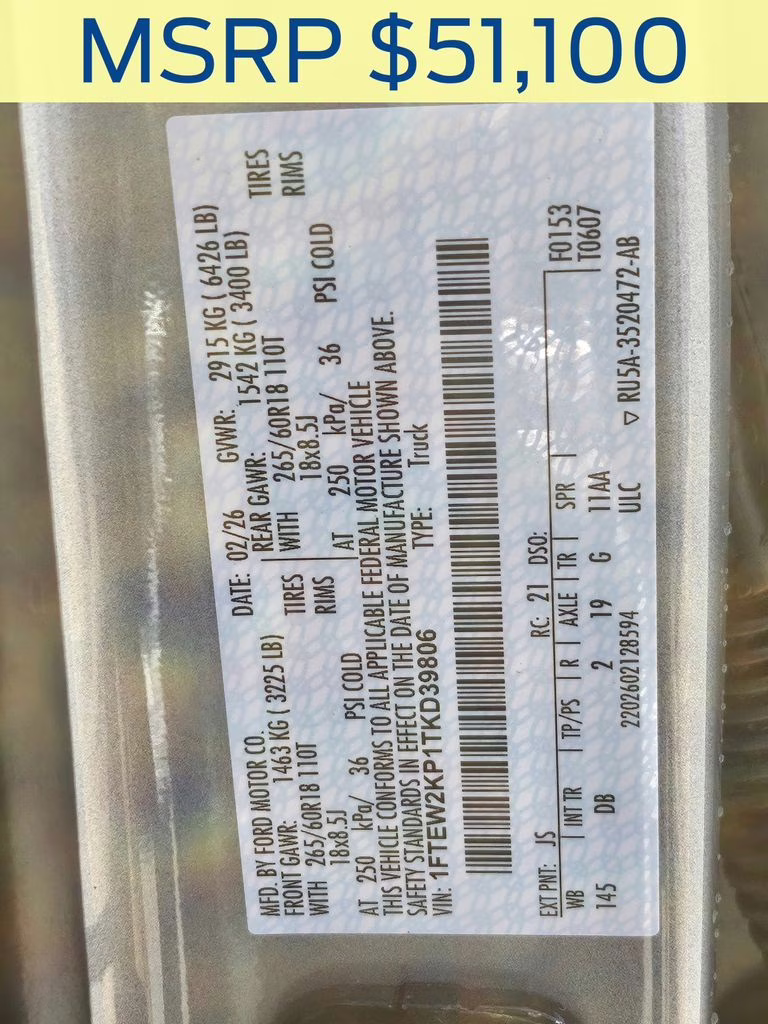 MSRP $51,100
MFD. BY FORD MOTOR CO.
DATE: 02/26 GVWR: 2915 KG ( 6426 LB)
FRONT GAWR: 1463 KG ( 3225 LB)
REAR GAWR: 1542 KG ( 3400 LB)
WITH 265/60R18 110T TIRES
WITH 265/60R18 110T TIRES
18x8.5J RIMS
18x8.5J RIMS
AT 250 kPa/ 36 PSI COLD
AT 250 kPa/ 36 PSI COLD
THIS VEHICLE CONFORMS TO ALL APPLICABLE FEDERAL MOTOR VEHICLE
SAFETY STANDARDS IN EFFECT ON THE DATE OF MANUFACTURE SHOWN ABOVE.
VIN: 1FTEW2KP1TKD39806 TYPE: Truck
EXT PNT: JS RC: 21 DSO: F0153
WB INT TR TP/PS R AXLE TR SPR T0607
145 DB 2 19 G 11AA
2202602128594 ULC ▽ RU5A-3520472-AB